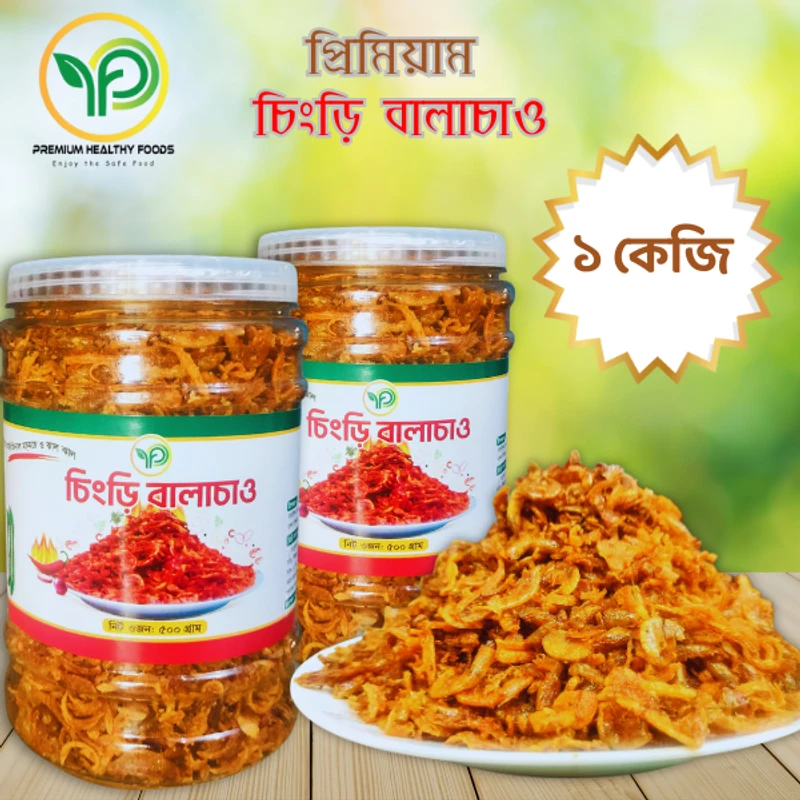 PREMIUM HEALTHY FOODS
Enjoy the Safe Food
প্রিমিয়াম
চিংড়ি বালাচাও
১ কেজি
চিংড়ি বালাচাও
নিট ওজন: ৫০০ গ্রাম
চিংড়ি বালাচাও
নিট ওজন: ৫০০ গ্রাম